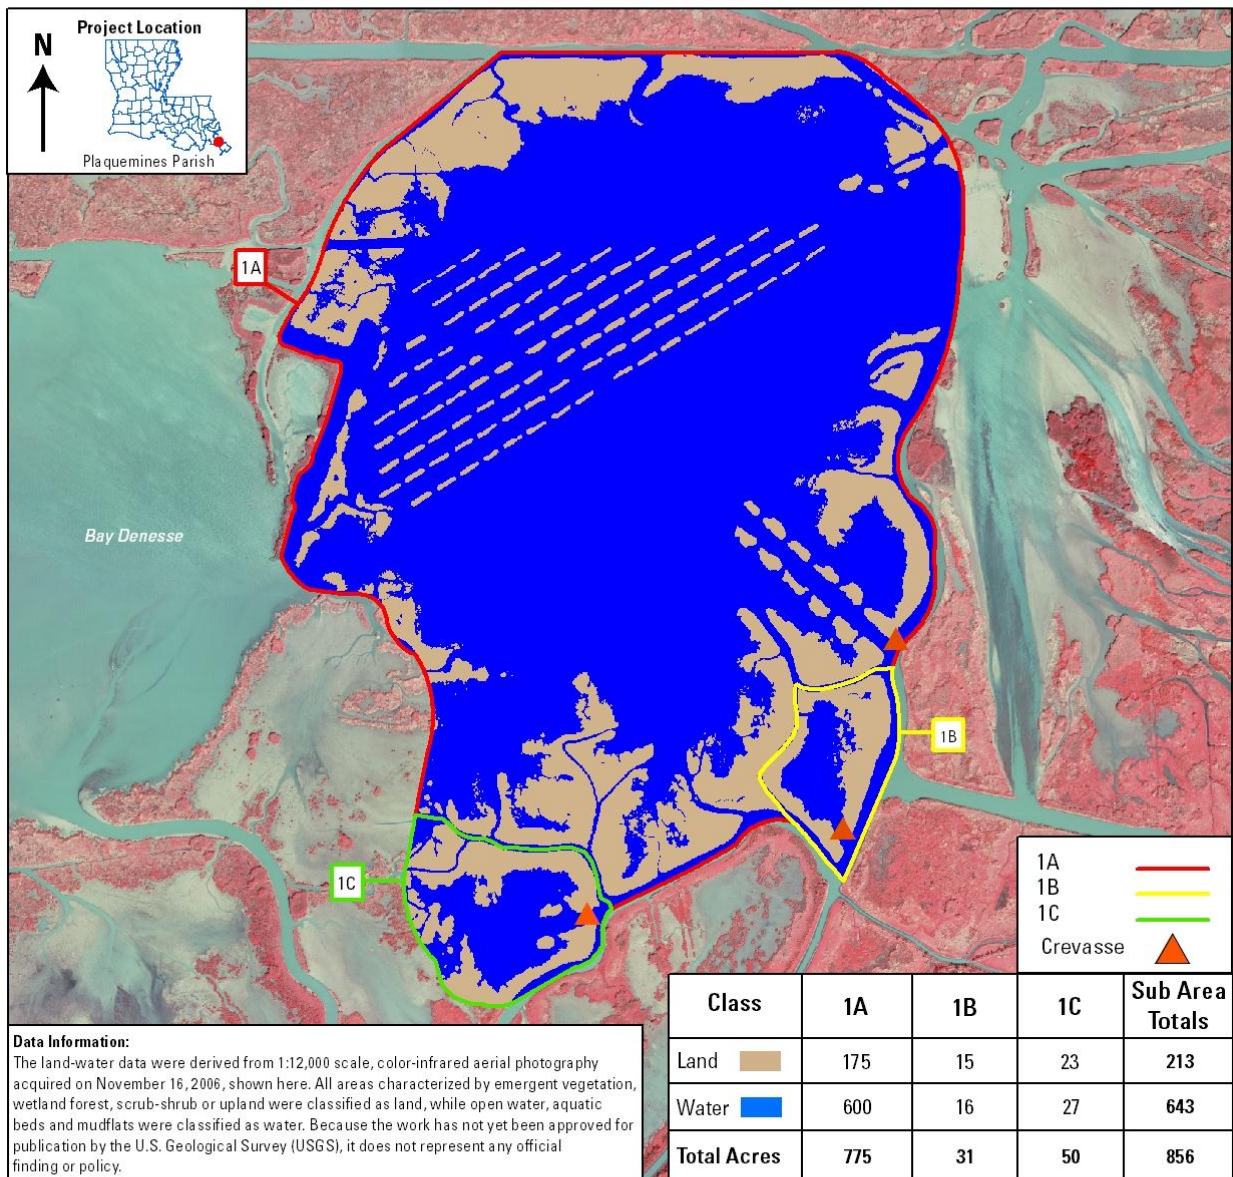 Project Location
N
Plaquemines Parish
1A
Bay Denesse
1B
1C
1A
1B
1C
Crevasse
Class 1A 1B 1C Sub Area Totals
Land 175 15 23 213
Water 600 16 27 643
Total Acres 775 31 50 856
Data Information:
The land-water data were derived from 1:12,000 scale, color-infrared aerial photography
acquired on November 16, 2006, shown here. All areas characterized by emergent vegetation,
wetland forest, scrub-shrub or upland were classified as land, while open water, aquatic
beds and mudflats were classified as water. Because the work has not yet been approved for
publication by the U.S. Geological Survey (USGS), it does not represent any official
finding or policy.